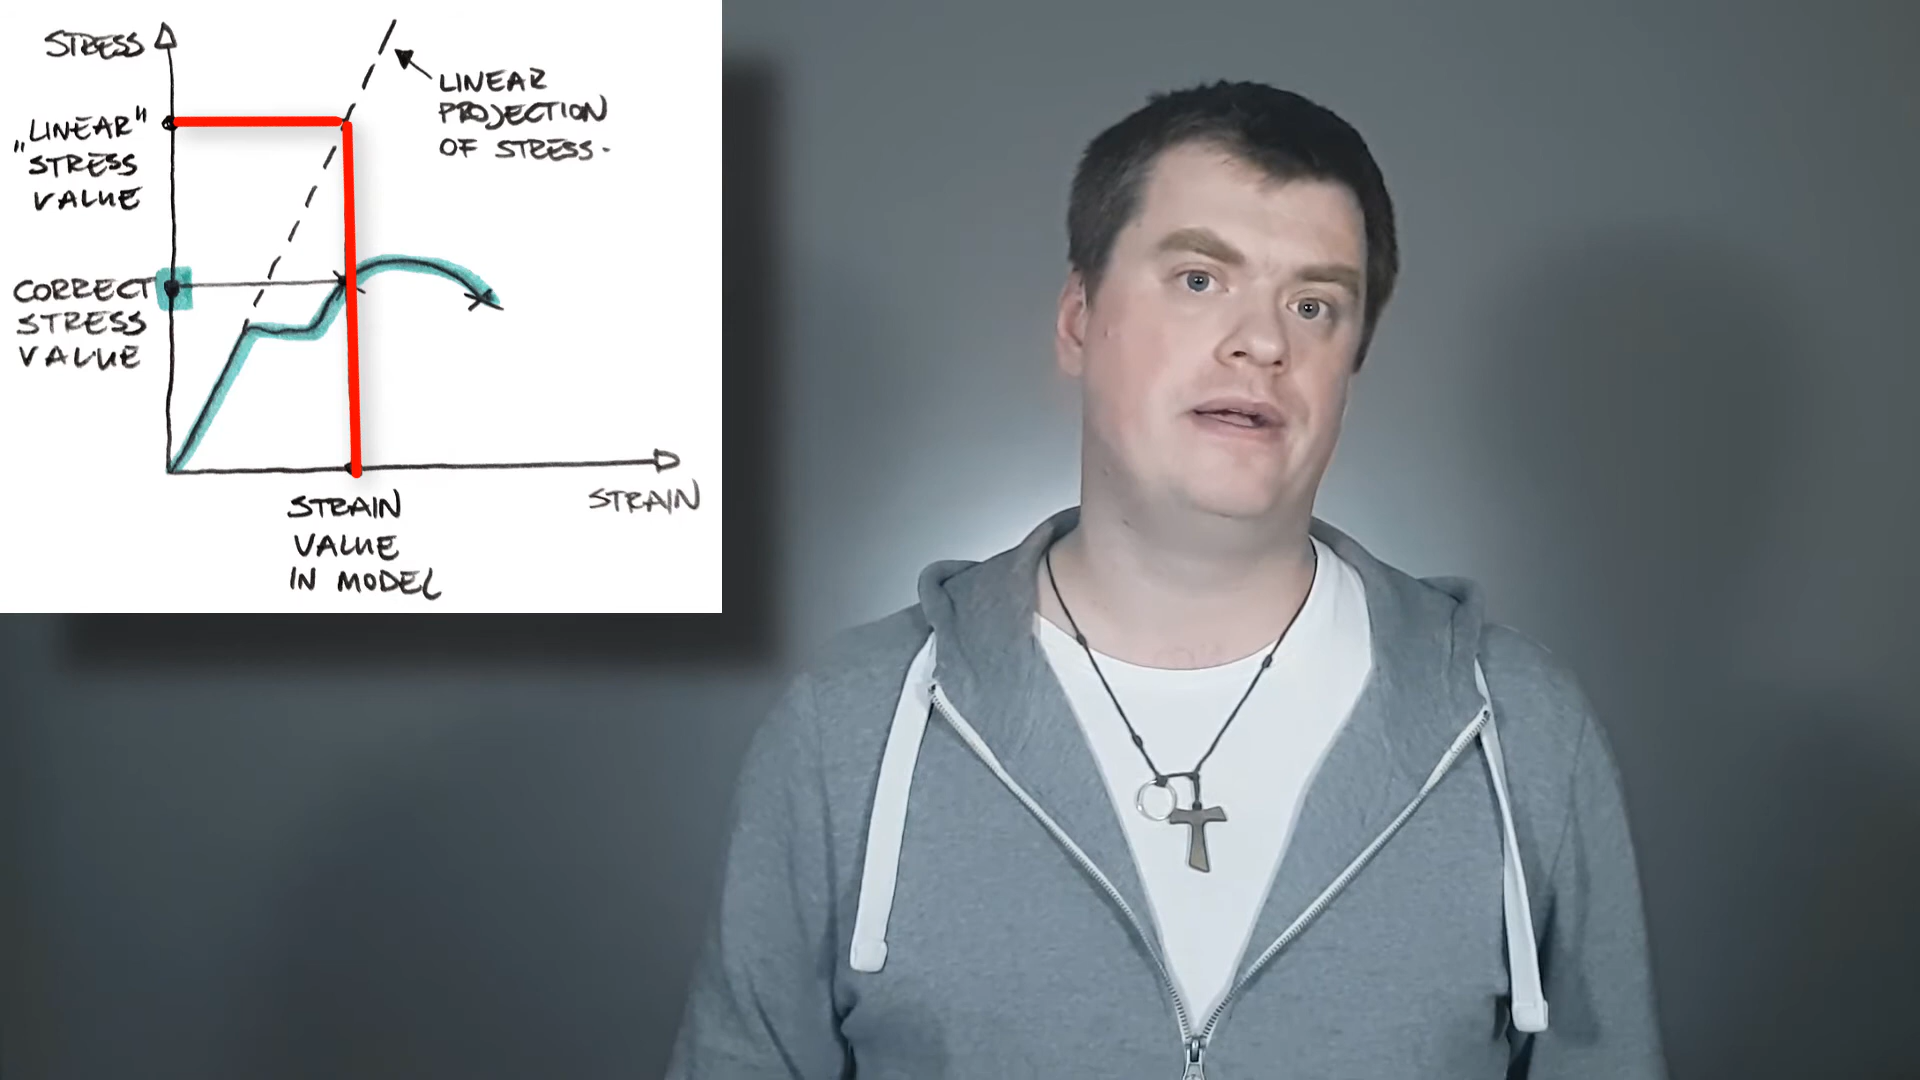 STRESS
„LINEAR"
STRESS
VALUE
LINEAR
PROJECTION
OF STRESS.
CORRECT
STRESS
VALUE
STRAIN
VALUE
IN MODEL
STRAIN